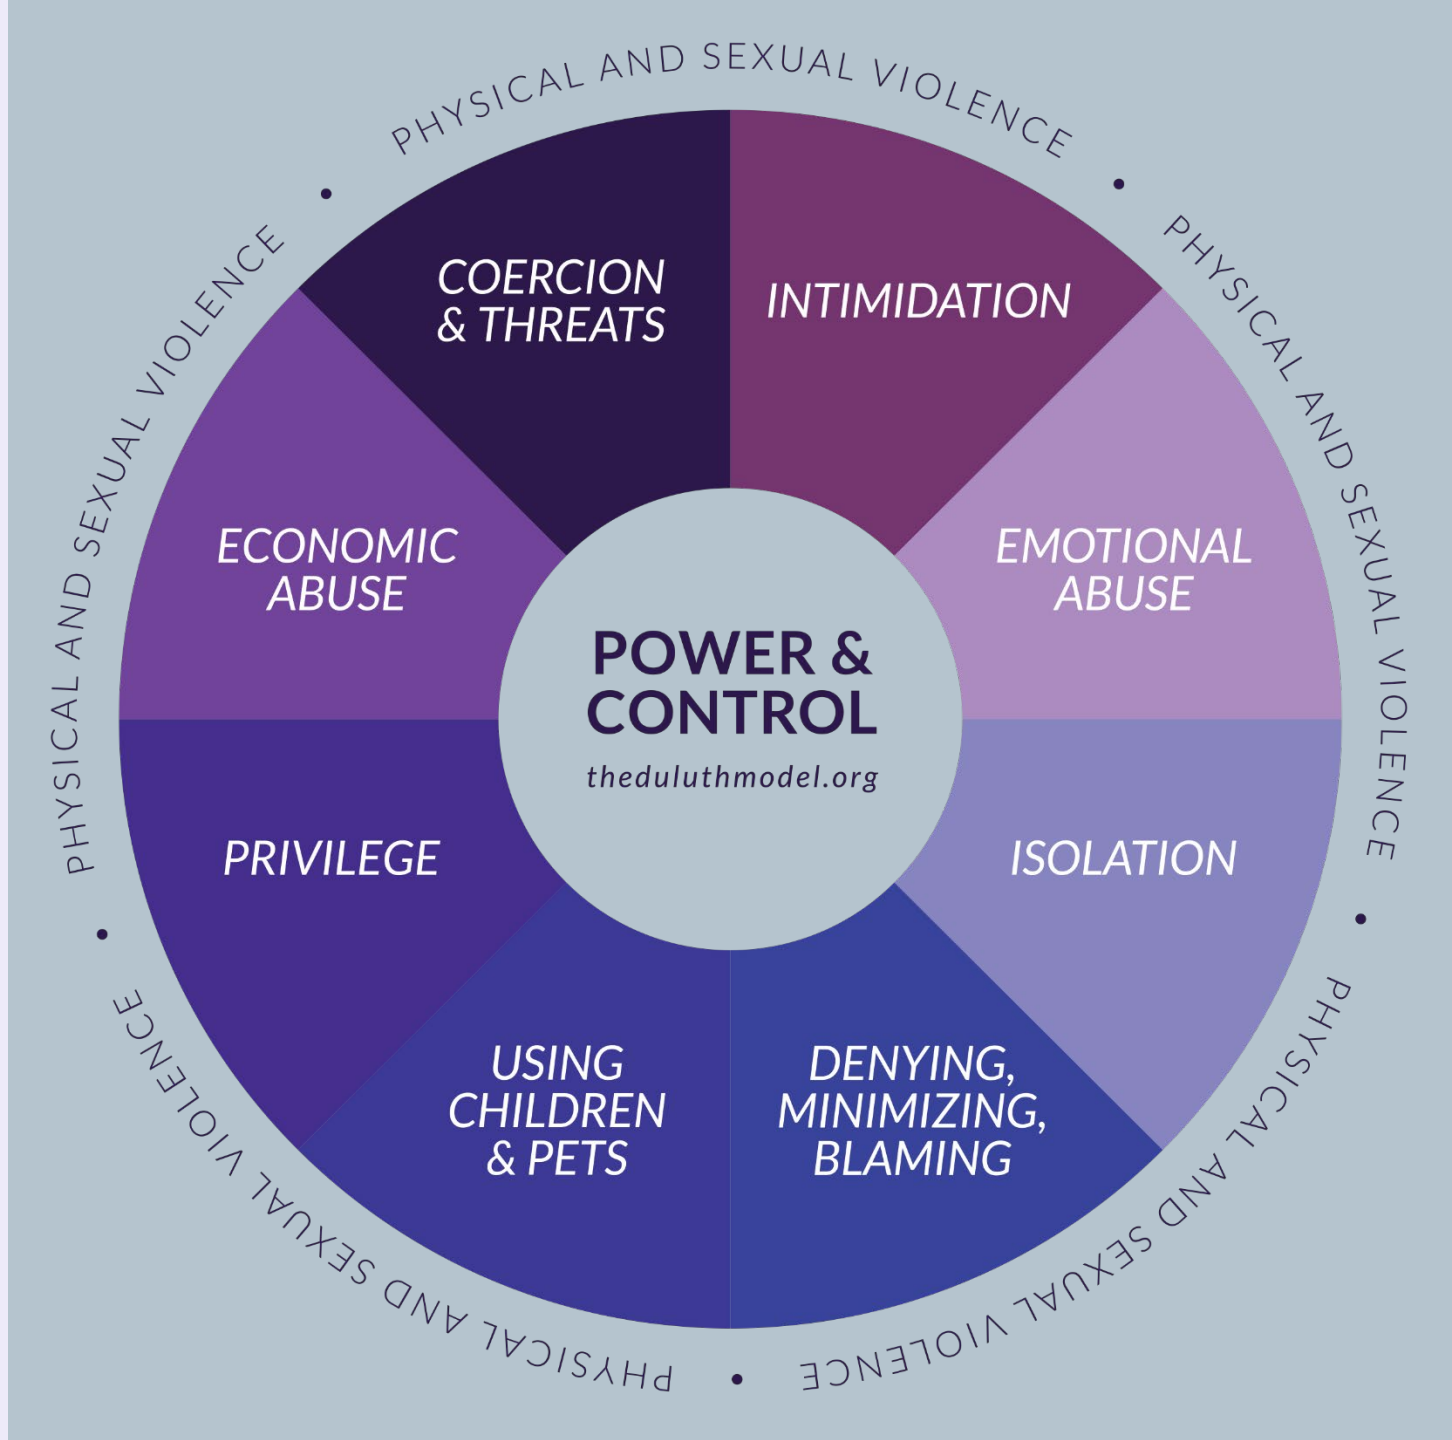 PHYSICAL AND SEXUAL VIOLENCE
•
PHYSICAL AND SEXUAL VIOLENCE
•
PHYSICAL AND SEXUAL VIOLENCE
•
PHYSICAL AND SEXUAL VIOLENCE
•
PHYSICAL AND SEXUAL VIOLENCE
•
COERCION
& THREATS
INTIMIDATION
EMOTIONAL
ABUSE
ISOLATION
DENYING,
MINIMIZING,
BLAMING
USING
CHILDREN
& PETS
PRIVILEGE
ECONOMIC
ABUSE
POWER &
CONTROL
theduluthmodel.org